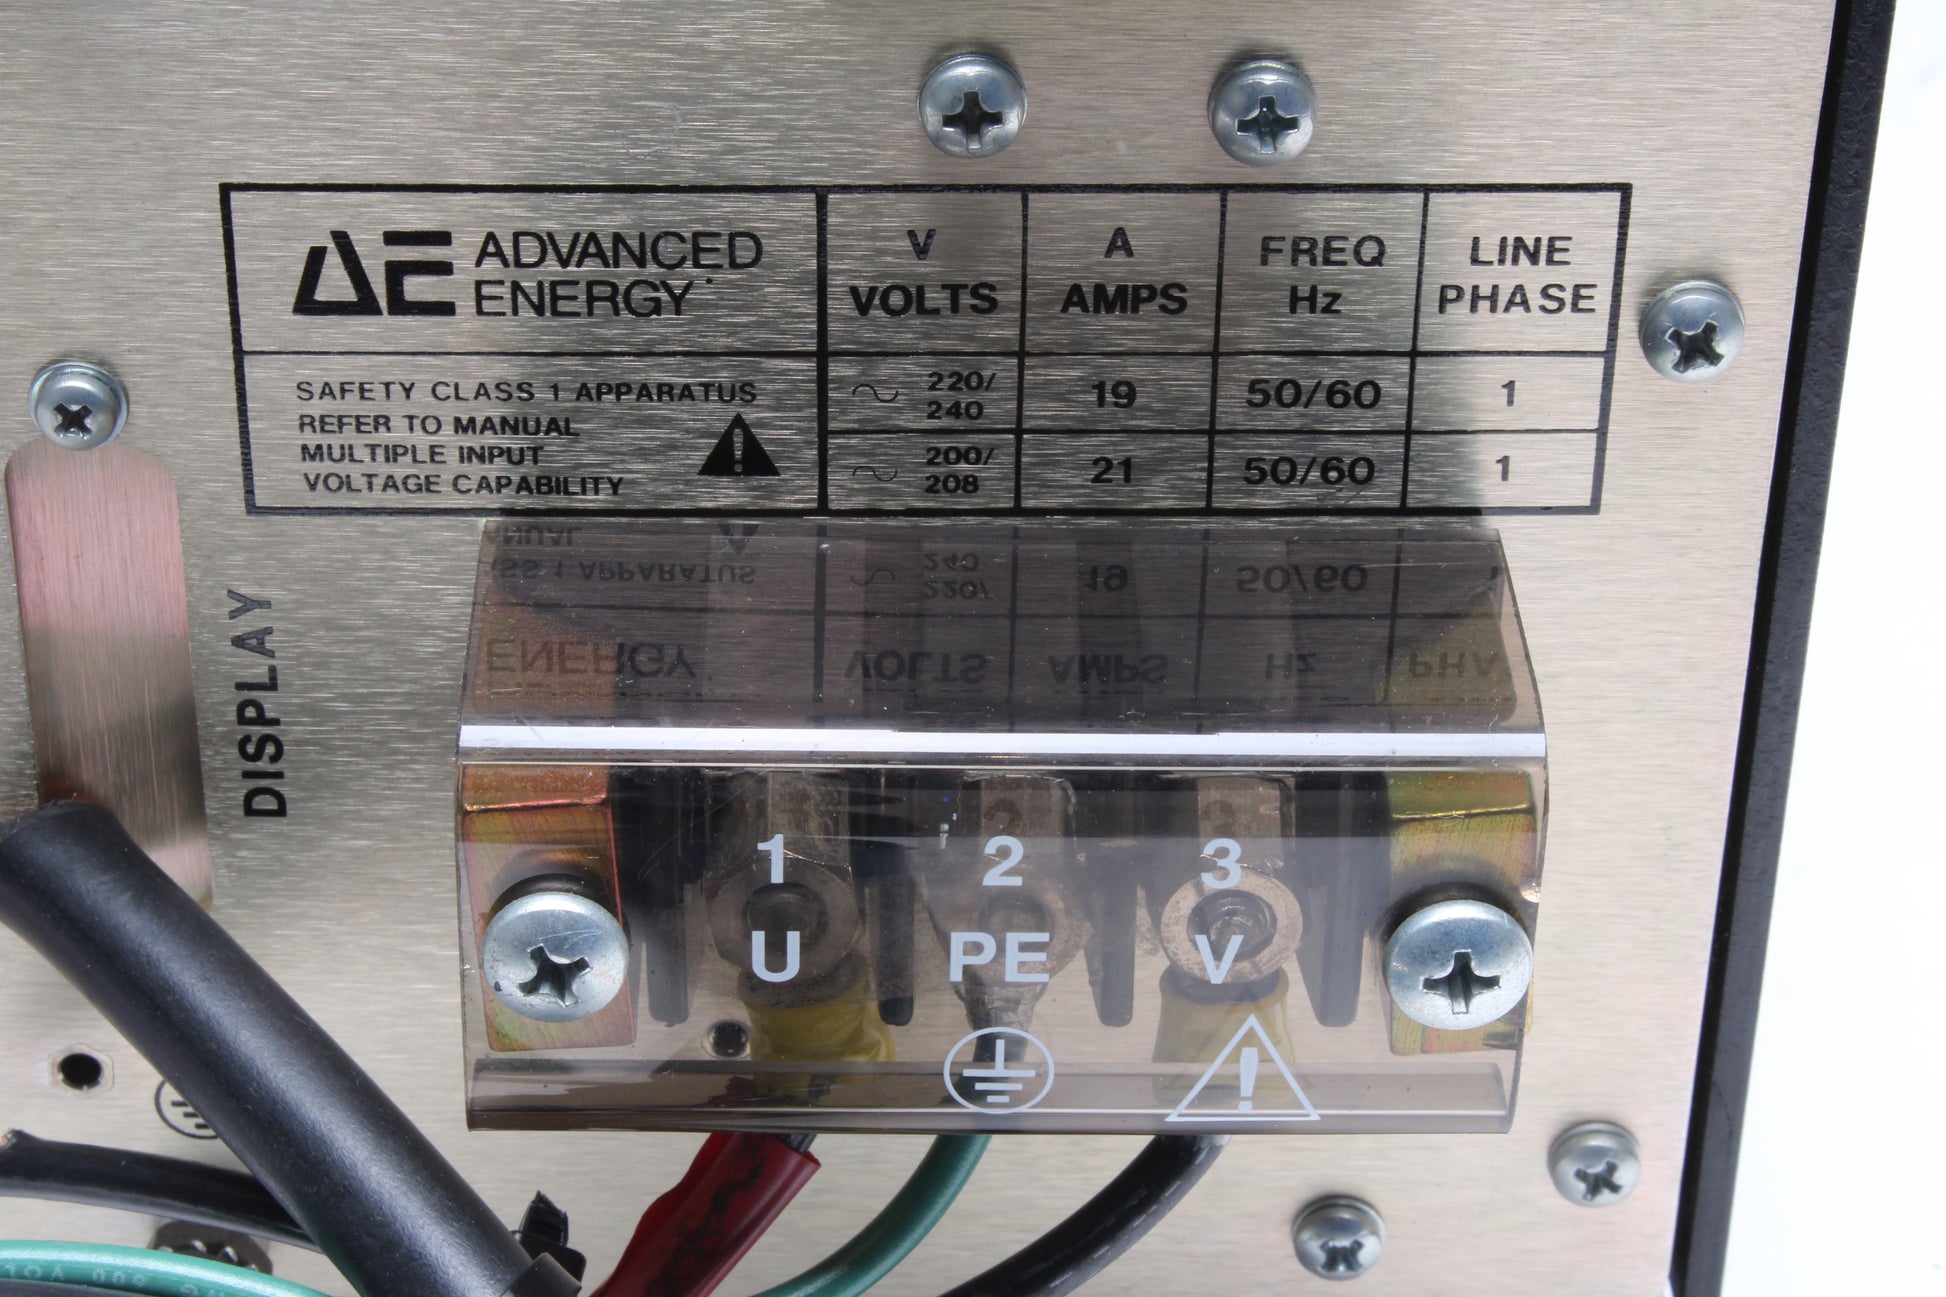 AE ADVANCED
ENERGY
V
VOLTS
A
AMPS
FREQ
Hz
LINE
PHASE
SAFETY CLASS 1 APPARATUS
REFER TO MANUAL
MULTIPLE INPUT
VOLTAGE CAPABILITY
220/
240
19
50/60
1
200/
208
21
50/60
1
DISPLAY
1
2
3
U
PE
V